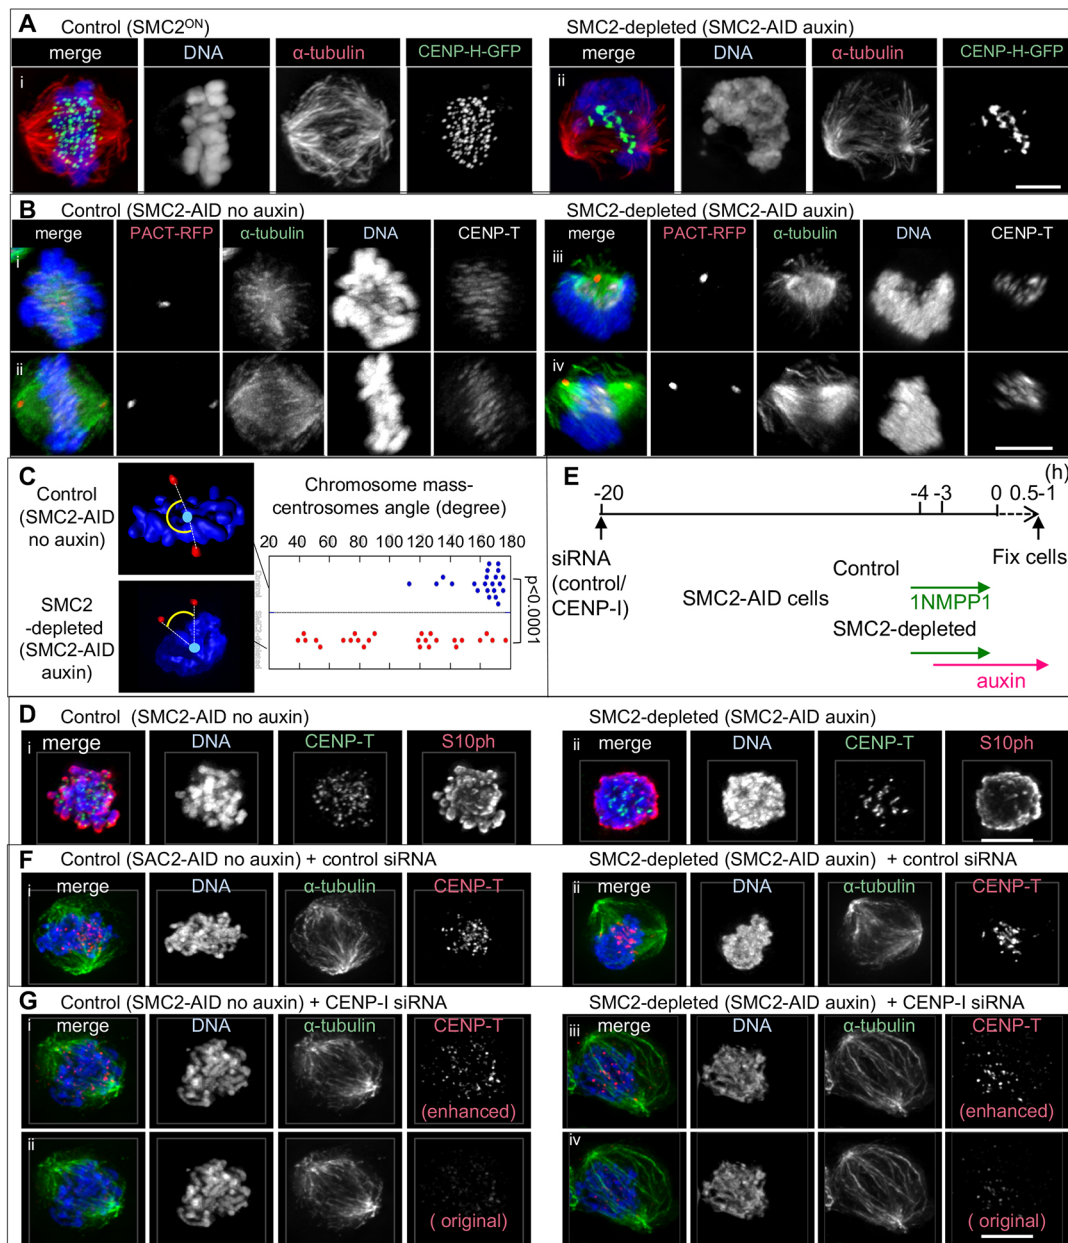 A Control (SMC2ON) SMC2-depleted (SMC2-AID auxin)
merge DNA α-tubulin CENP-H-GFP merge DNA α-tubulin CENP-H-GFP
i ii
B Control (SMC2-AID no auxin) SMC2-depleted (SMC2-AID auxin)
merge PACT-RFP α-tubulin DNA CENP-T merge PACT-RFP α-tubulin DNA CENP-T
i iii
ii iv
C
Control
(SMC2-AID
no auxin)
SMC2
-depleted
(SMC2-AID
auxin)
Chromosome mass-
centrosomes angle (degree)
20 40 60 80 100 120 140 160 180
Control
p<0.0001
E (h)
-20 -4 -3 0 0.5-1
siRNA
(control/
CENP-I)
Fix cells
Control
SMC2-AID cells
1NMPP1
SMC2-depleted
auxin
D Control (SMC2-AID no auxin) SMC2-depleted (SMC2-AID auxin)
i merge DNA CENP-T S10ph ii merge DNA CENP-T S10ph
F Control (SAC2-AID no auxin) + control siRNA SMC2-depleted (SMC2-AID auxin) + control siRNA
i merge DNA α-tubulin CENP-T ii merge DNA α-tubulin CENP-T
G Control (SMC2-AID no auxin) + CENP-I siRNA SMC2-depleted (SMC2-AID auxin) + CENP-I siRNA
i merge DNA α-tubulin CENP-T iii merge DNA α-tubulin CENP-T
(enhanced) (enhanced)
ii iv
( original) ( original)